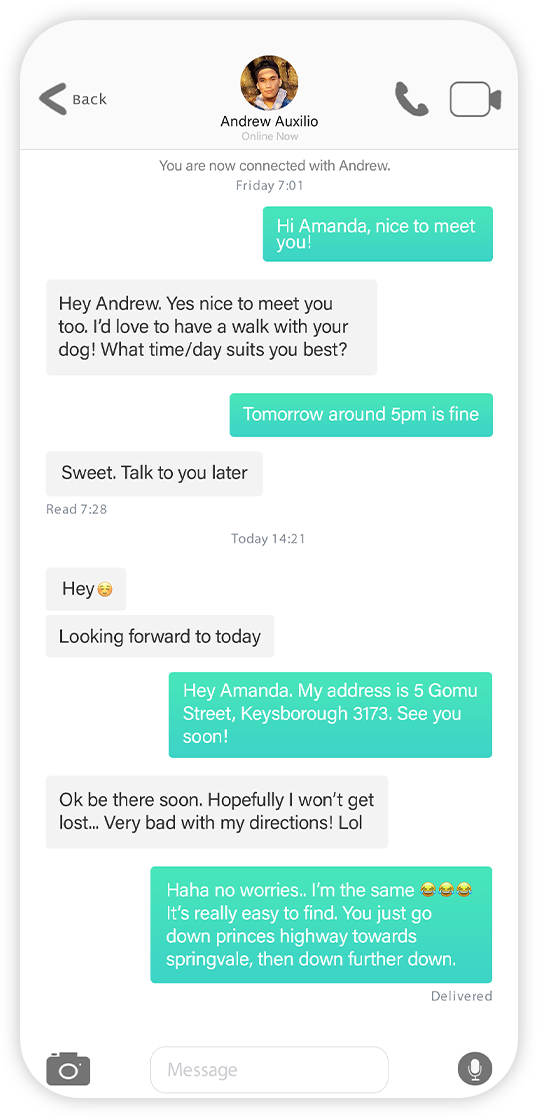 Back
Andrew Auxilio
Online Now
You are now connected with Andrew.
Friday 7:01
Hi Amanda, nice to meet
you!
Hey Andrew. Yes nice to meet you
too. I’d love to have a walk with your
dog! What time/day suits you best?
Tomorrow around 5pm is fine
Sweet. Talk to you later
Read 7:28
Today 14:21
Hey☺️
Looking forward to today
Hey Amanda. My address is 5 Gomu
Street, Keysborough 3173. See you
soon!
Ok be there soon. Hopefully I won’t get
lost... Very bad with my directions! Lol
Haha no worries.. I’m the same 😂😂😂
It’s really easy to find. You just go
down princes highway towards
springvale, then down further down.
Delivered
Message